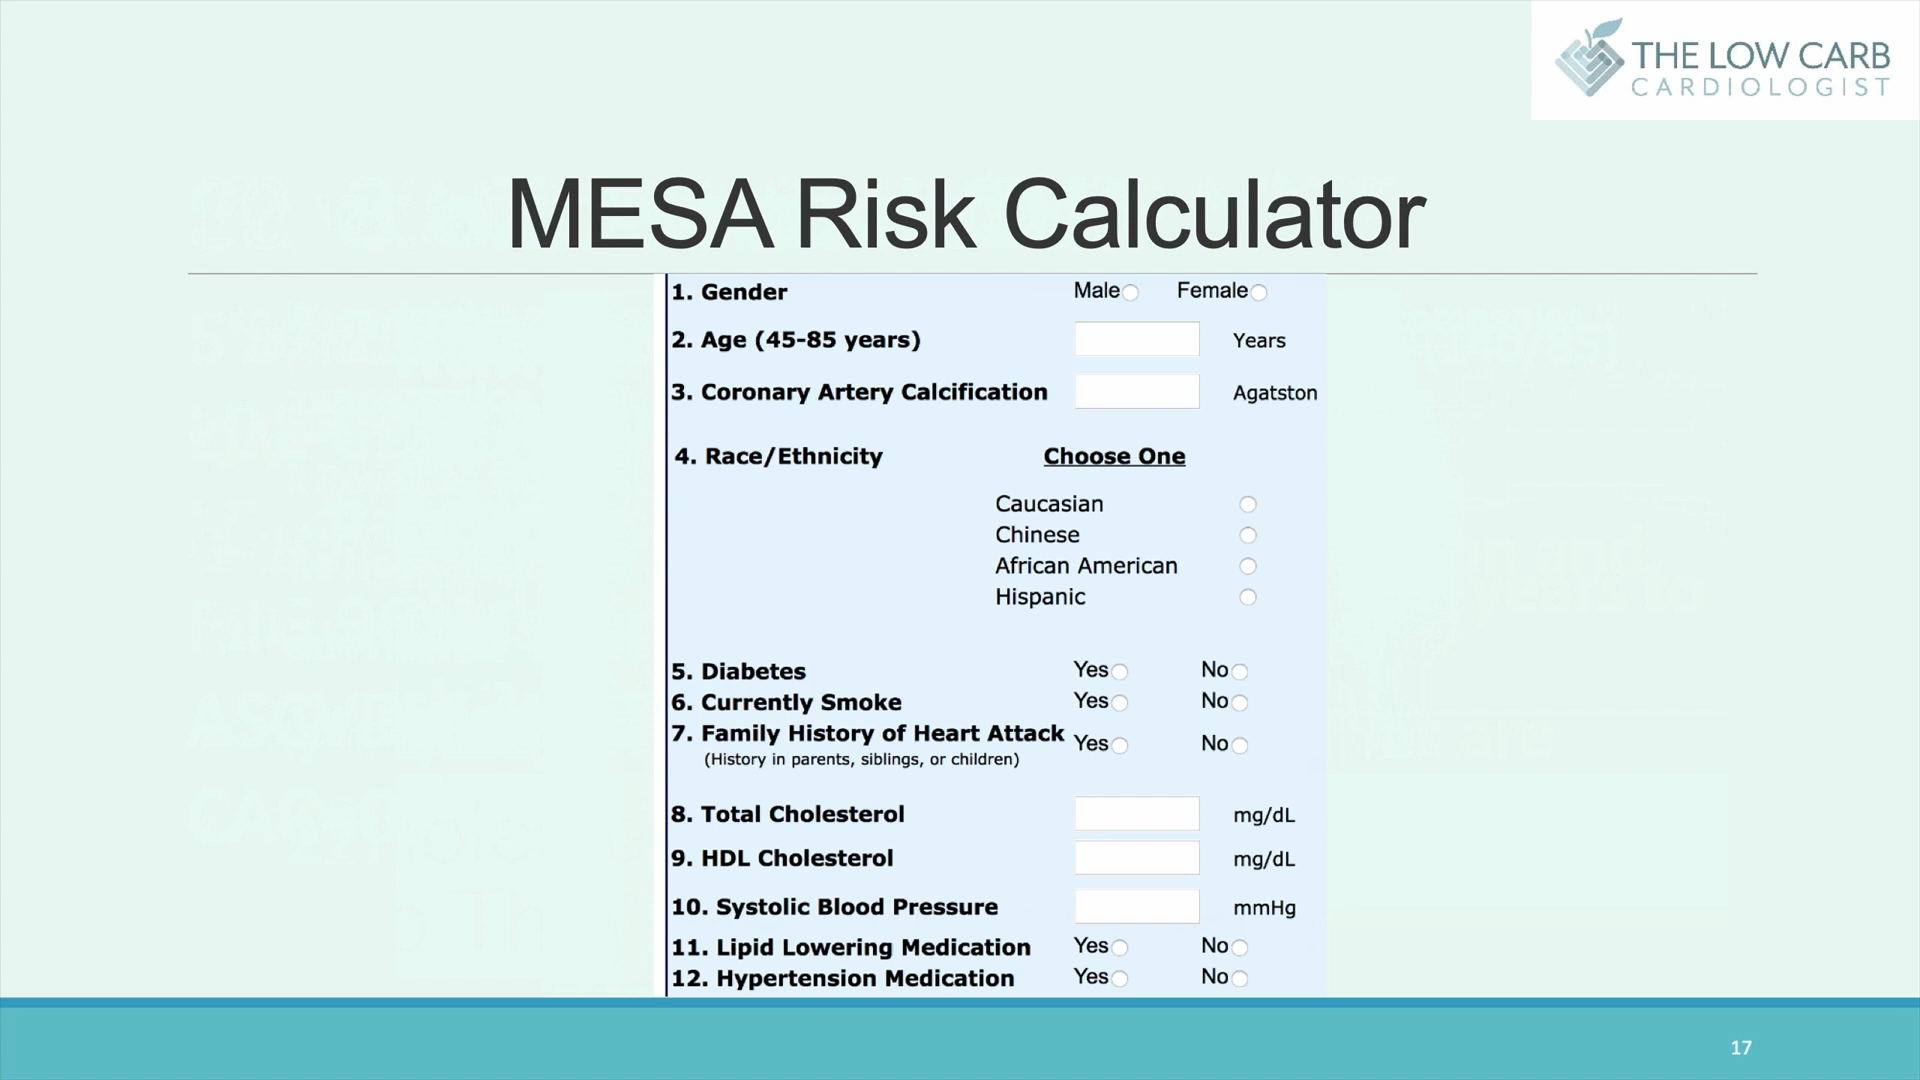 THE LOW CARB
CARDIOLOGIST
MESA Risk Calculator
1. Gender Male Female
2. Age (45-85 years) Years
3. Coronary Artery Calcification Agatston
4. Race/Ethnicity Choose One
Caucasian
Chinese
African American
Hispanic
5. Diabetes Yes No
6. Currently Smoke Yes No
7. Family History of Heart Attack Yes No
(History in parents, siblings, or children)
8. Total Cholesterol mg/dL
9. HDL Cholesterol mg/dL
10. Systolic Blood Pressure mmHg
11. Lipid Lowering Medication Yes No
12. Hypertension Medication Yes No
17